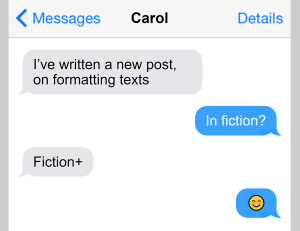 Messages Carol Details
I've written a new post,
on formatting texts
In fiction?
Fiction+
😊